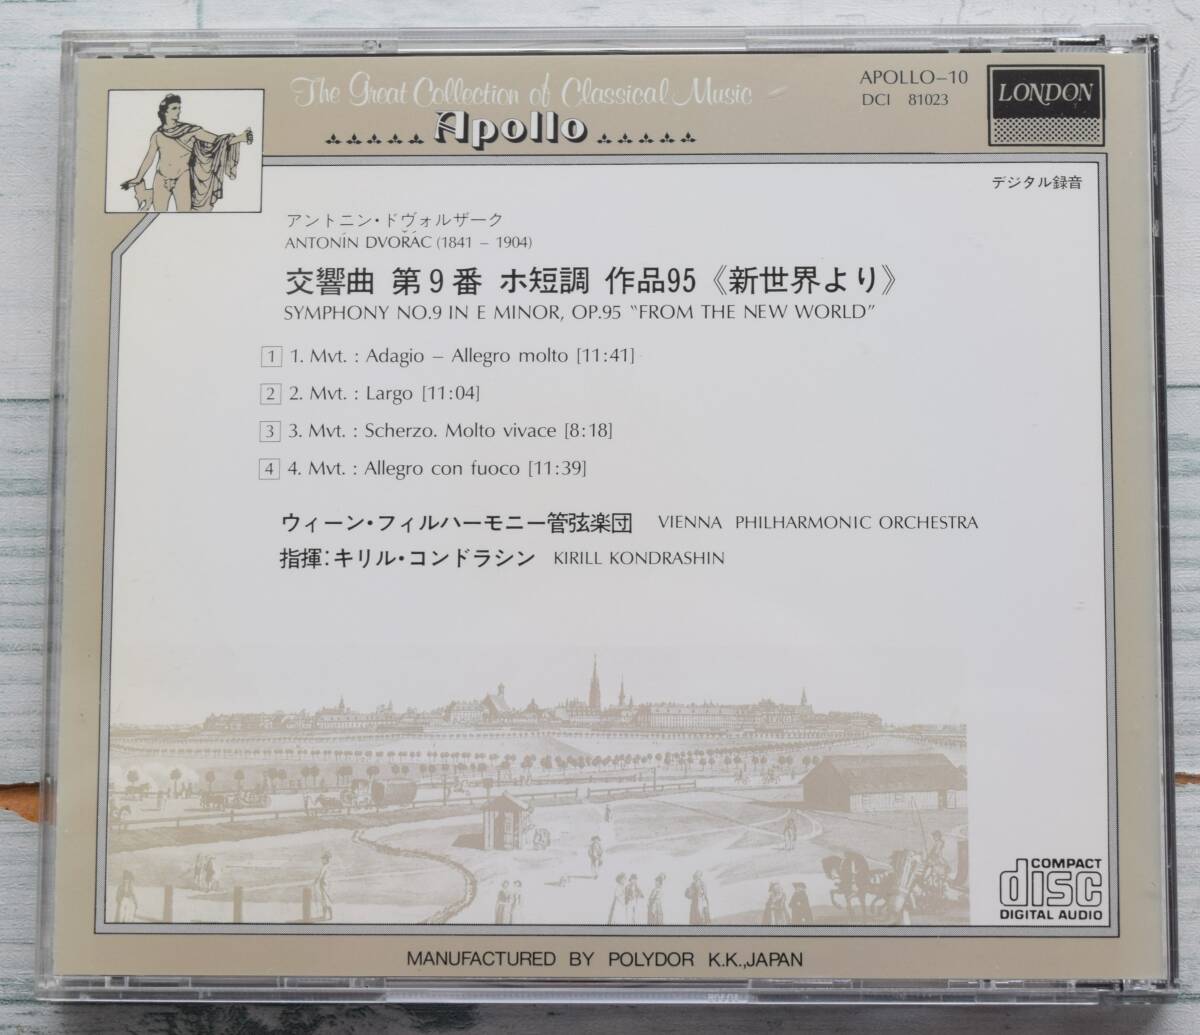 The Great Collection of Classical Music
Apollo
APOLLO-10
DCI 81023
LONDON
デジタル録音
アントニン・ドヴォルザーク
ANTONÍN DVOŘÁC (1841 – 1904)
交響曲 第9番 ホ短調 作品95《新世界より》
SYMPHONY NO.9 IN E MINOR, OP.95 "FROM THE NEW WORLD"
1 1. Mvt. : Adagio – Allegro molto [11:41]
2 2. Mvt. : Largo [11:04]
3 3. Mvt. : Scherzo. Molto vivace [8:18]
4 4. Mvt. : Allegro con fuoco [11:39]
ウィーン・フィルハーモニー管弦楽団 VIENNA PHILHARMONIC ORCHESTRA
指揮:キリル・コンドラシン KIRILL KONDRASHIN
COMPACT
disc
DIGITAL AUDIO
MANUFACTURED BY POLYDOR K.K.,JAPAN